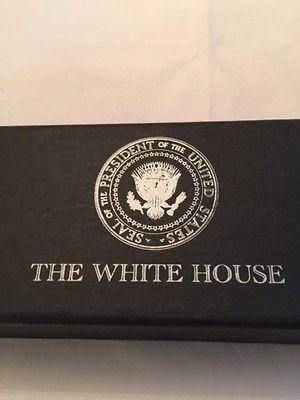 SEAL OF THE PRESIDENT OF THE UNITED STATES
THE WHITE HOUSE